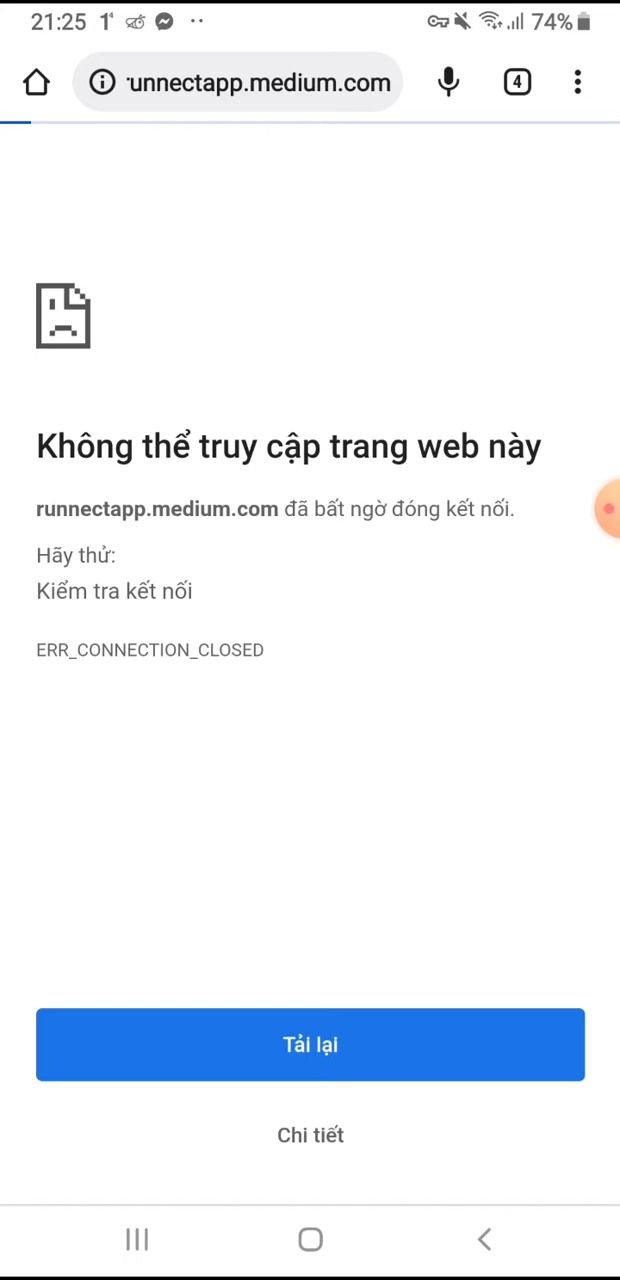 21:25
74%
runnectapp.medium.com
4
Không thể truy cập trang web này
runnectapp.medium.com đã bất ngờ đóng kết nối.
Hãy thử:
Kiểm tra kết nối
ERR_CONNECTION_CLOSED
Tải lại
Chi tiết